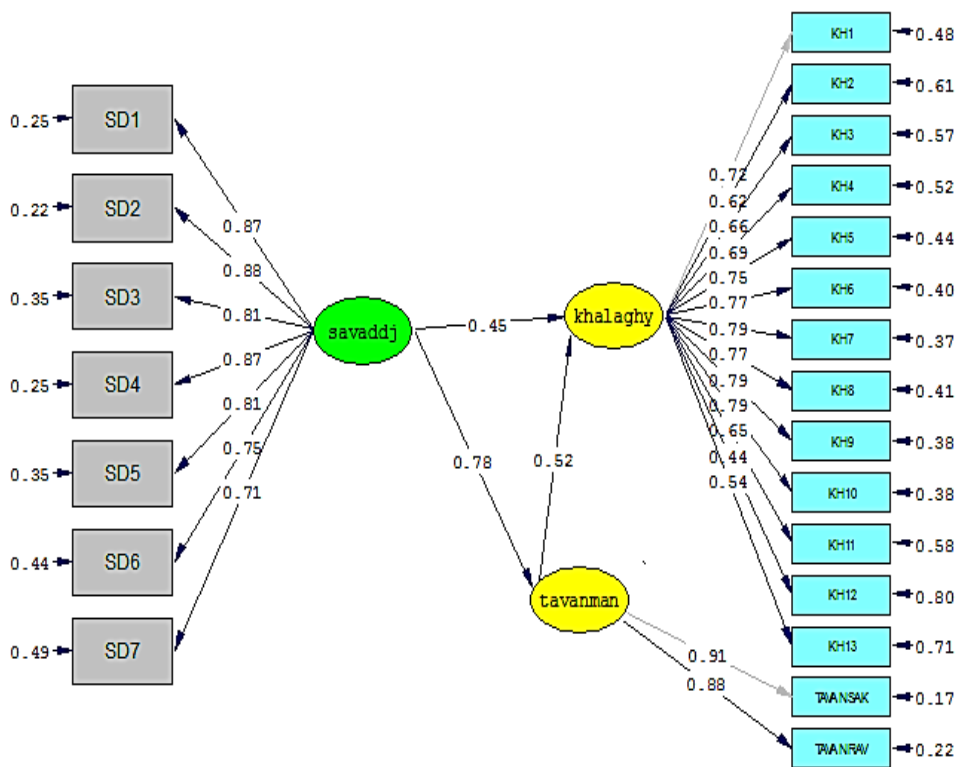 0.25 SD1
0.22 SD2
0.35 SD3
0.25 SD4
0.35 SD5
0.44 SD6
0.49 SD7
0.87
0.88
0.81
0.87
0.81
0.75
0.71
savaddj
0.45
0.78
0.52
khalaghy
tavanman
0.72
0.62
0.66
0.69
0.75
0.77
0.79
0.77
0.79
0.79
0.65
0.44
0.54
0.91
0.88
KH1 0.48
KH2 0.61
KH3 0.57
KH4 0.52
KH5 0.44
KH6 0.40
KH7 0.37
KH8 0.41
KH9 0.38
KH10 0.38
KH11 0.58
KH12 0.80
KH13 0.71
TAVANSAK 0.17
TAVANRAV 0.22